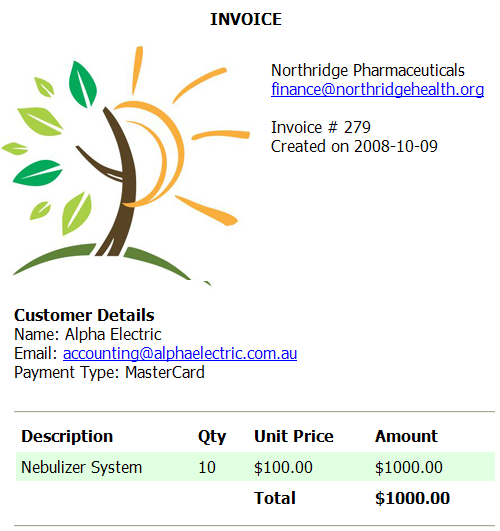 INVOICE
Northridge Pharmaceuticals
finance@northridgehealth.org
Invoice # 279
Created on 2008-10-09
Customer Details
Name: Alpha Electric
Email: accounting@alphaelectric.com.au
Payment Type: MasterCard
Description Qty Unit Price Amount
Nebulizer System 10 $100.00 $1000.00
Total $1000.00